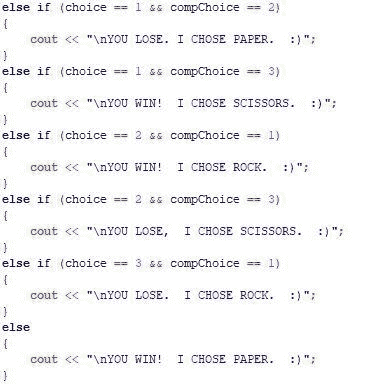 else if (choice == 1 && compChoice == 2)
{
cout << "\nYOU LOSE. I CHOSE PAPER.  :)";
}
else if (choice == 1 && compChoice == 3)
{
cout << "\nYOU WIN!  I CHOSE SCISSORS.  :)";
}
else if (choice == 2 && compChoice == 1)
{
cout << "\nYOU WIN!  I CHOSE ROCK.  :)";
}
else if (choice == 2 && compChoice == 3)
{
cout << "\nYOU LOSE,  I CHOSE SCISSORS.  :)";
}
else if (choice == 3 && compChoice == 1)
{
cout << "\nYOU LOSE.  I CHOSE ROCK.  :)";
}
else
{
cout << "\nYOU WIN!  I CHOSE PAPER.  :)";
}